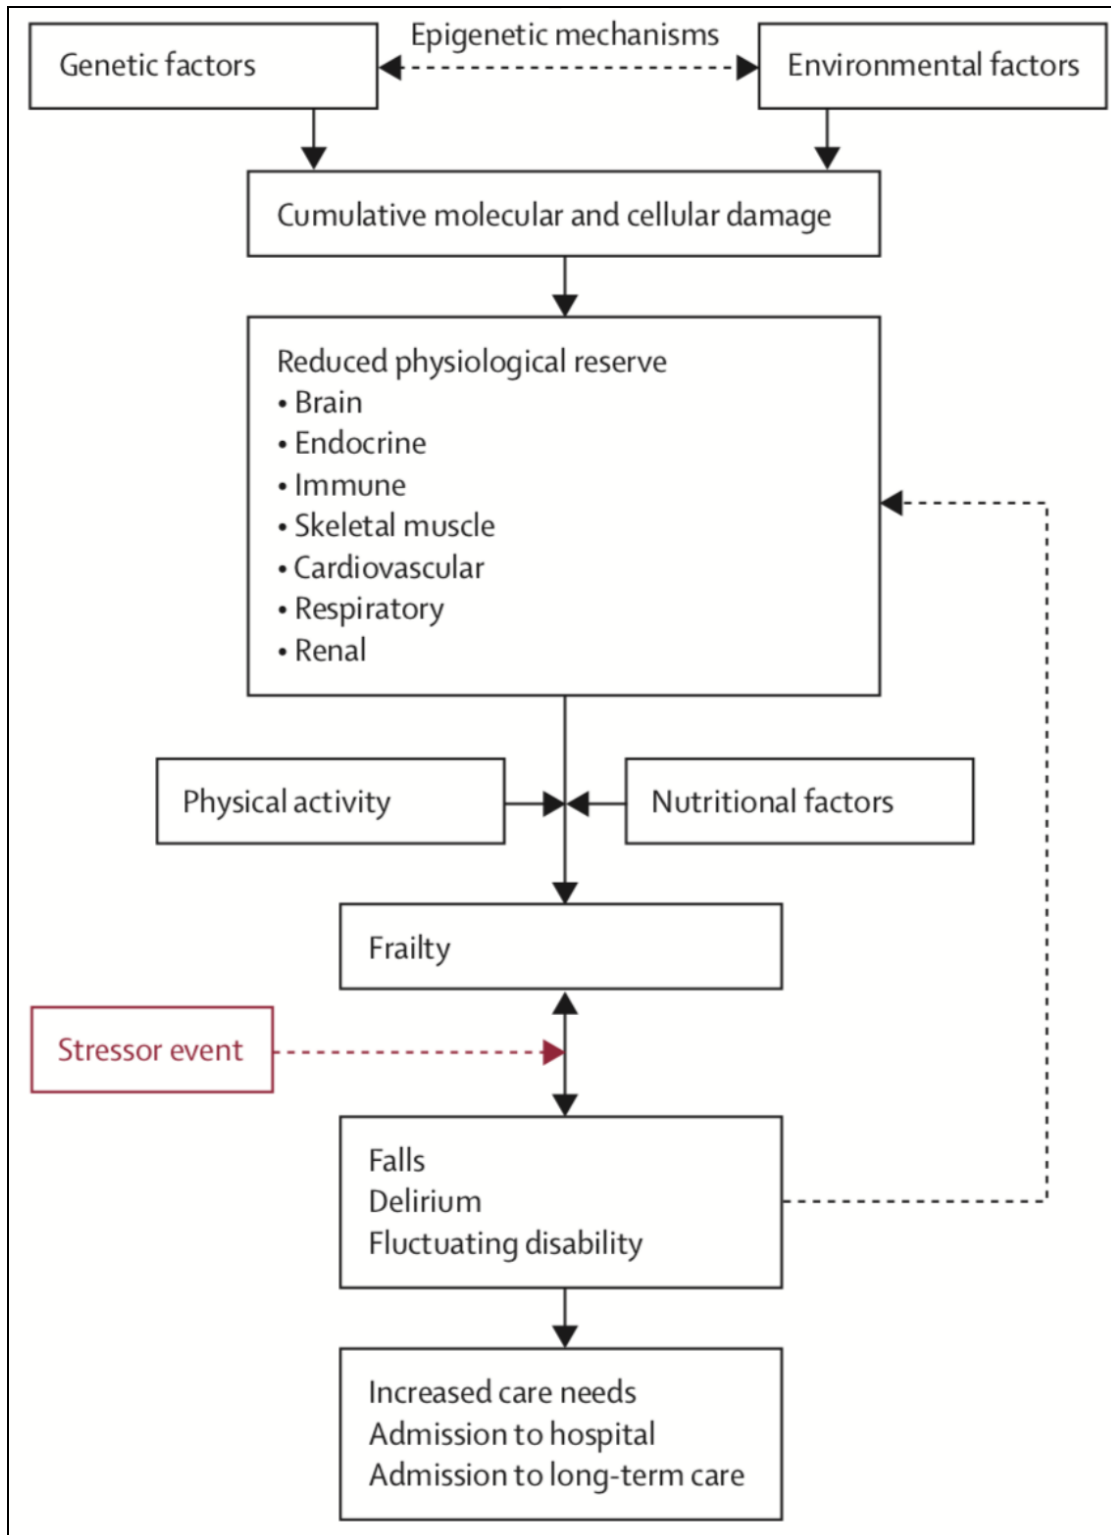 Epigenetic mechanisms
Genetic factors
Environmental factors
Cumulative molecular and cellular damage
Reduced physiological reserve
• Brain
• Endocrine
• Immune
• Skeletal muscle
• Cardiovascular
• Respiratory
• Renal
Physical activity
Nutritional factors
Frailty
Stressor event
Falls
Delirium
Fluctuating disability
Increased care needs
Admission to hospital
Admission to long-term care